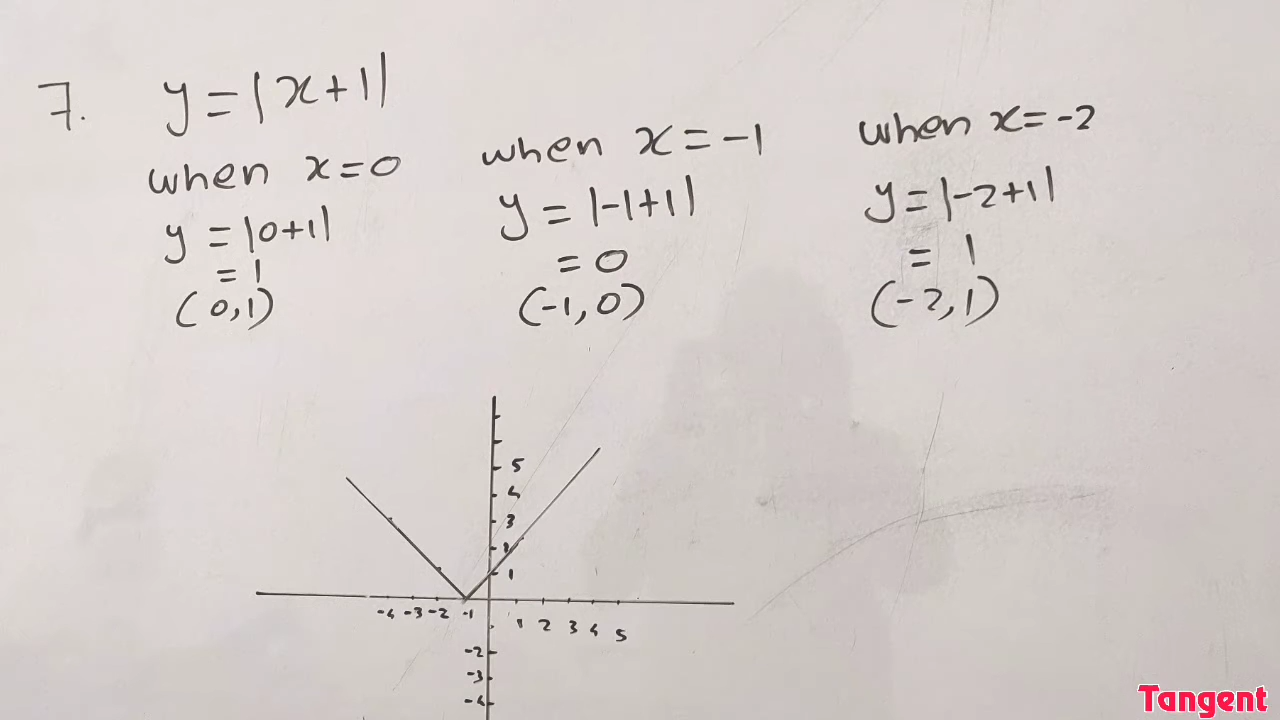 7. y = |x+1|
when x=0
y = |0+1|
= 1
(0,1)
when x = -1
y = |-1+1|
= 0
(-1,0)
when x= -2
y = |-2+1|
= 1
(-2,1)
5
4
3
1
-4 -3 -2 -1
1 2 3 4 5
-2
-3
-4
Tangent